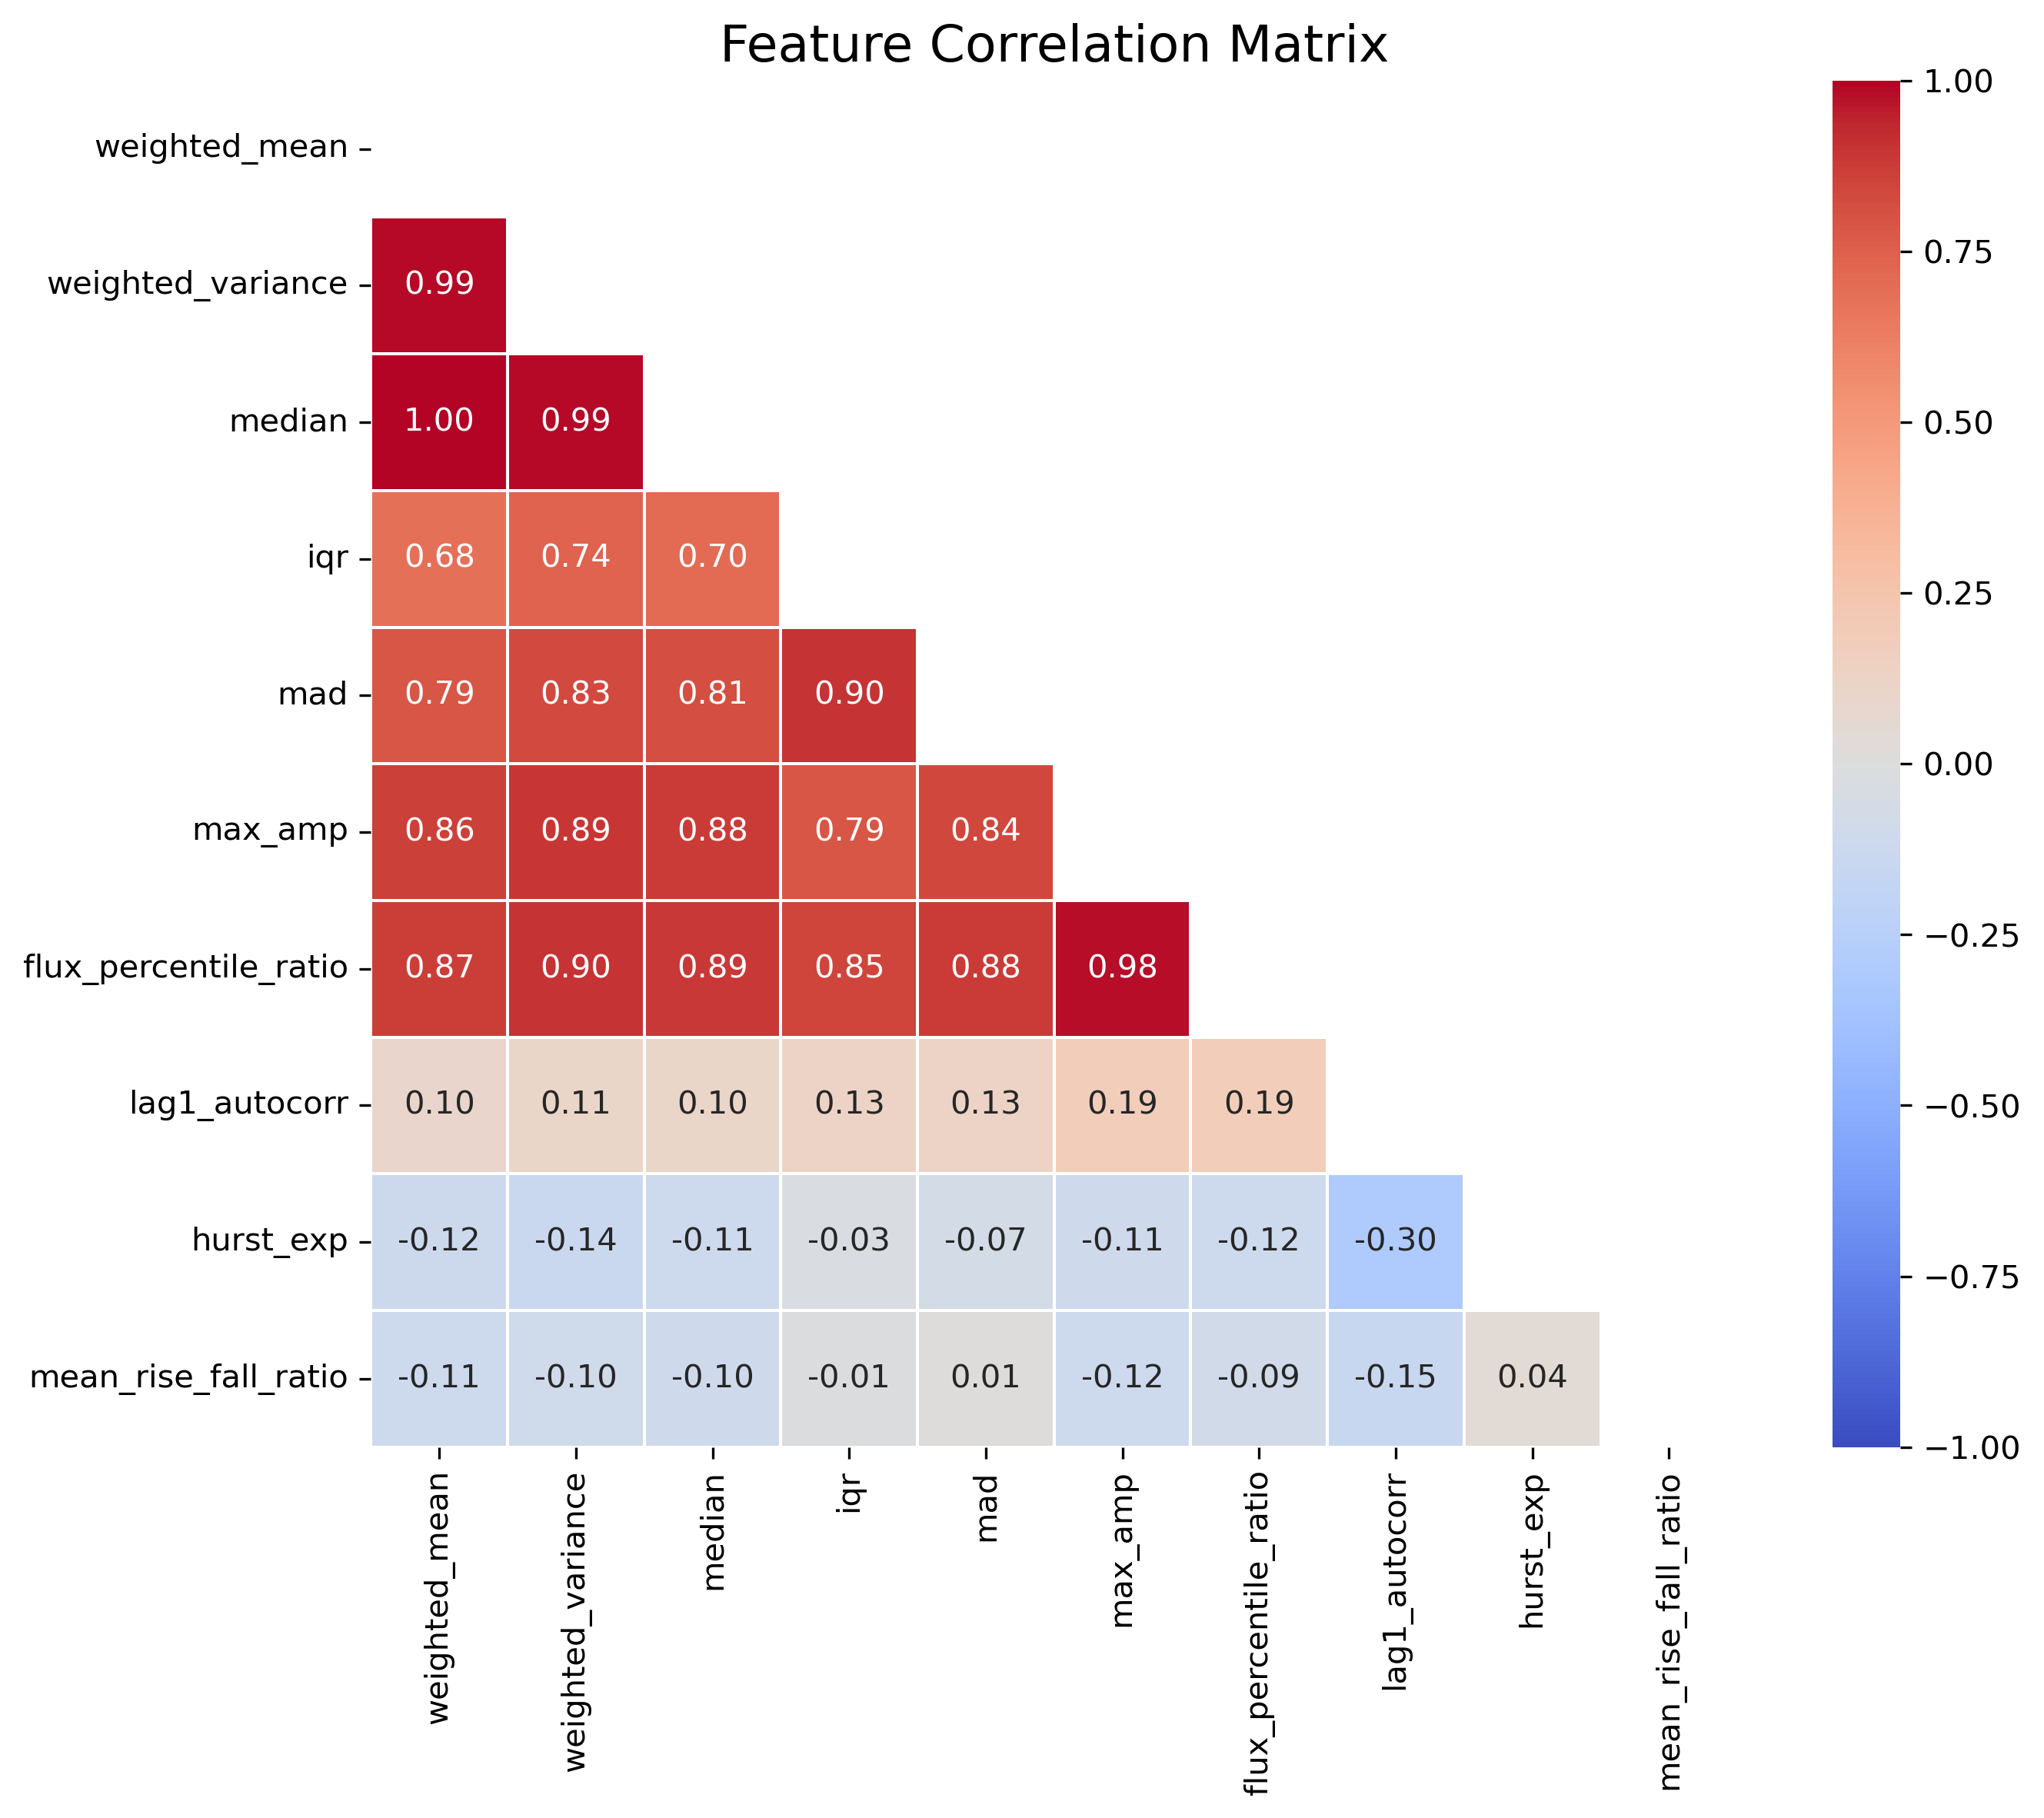 Feature Correlation Matrix
weighted_mean
weighted_variance 0.99
median 1.00 0.99
iqr 0.68 0.74 0.70
mad 0.79 0.83 0.81 0.90
max_amp 0.86 0.89 0.88 0.79 0.84
flux_percentile_ratio 0.87 0.90 0.89 0.85 0.88 0.98
lag1_autocorr 0.10 0.11 0.10 0.13 0.13 0.19 0.19
hurst_exp -0.12 -0.14 -0.11 -0.03 -0.07 -0.11 -0.12 -0.30
mean_rise_fall_ratio -0.11 -0.10 -0.10 -0.01 0.01 -0.12 -0.09 -0.15 0.04
weighted_mean
weighted_variance
median
iqr
mad
max_amp
flux_percentile_ratio
lag1_autocorr
hurst_exp
mean_rise_fall_ratio
1.00
0.75
0.50
0.25
0.00
−0.25
−0.50
−0.75
−1.00